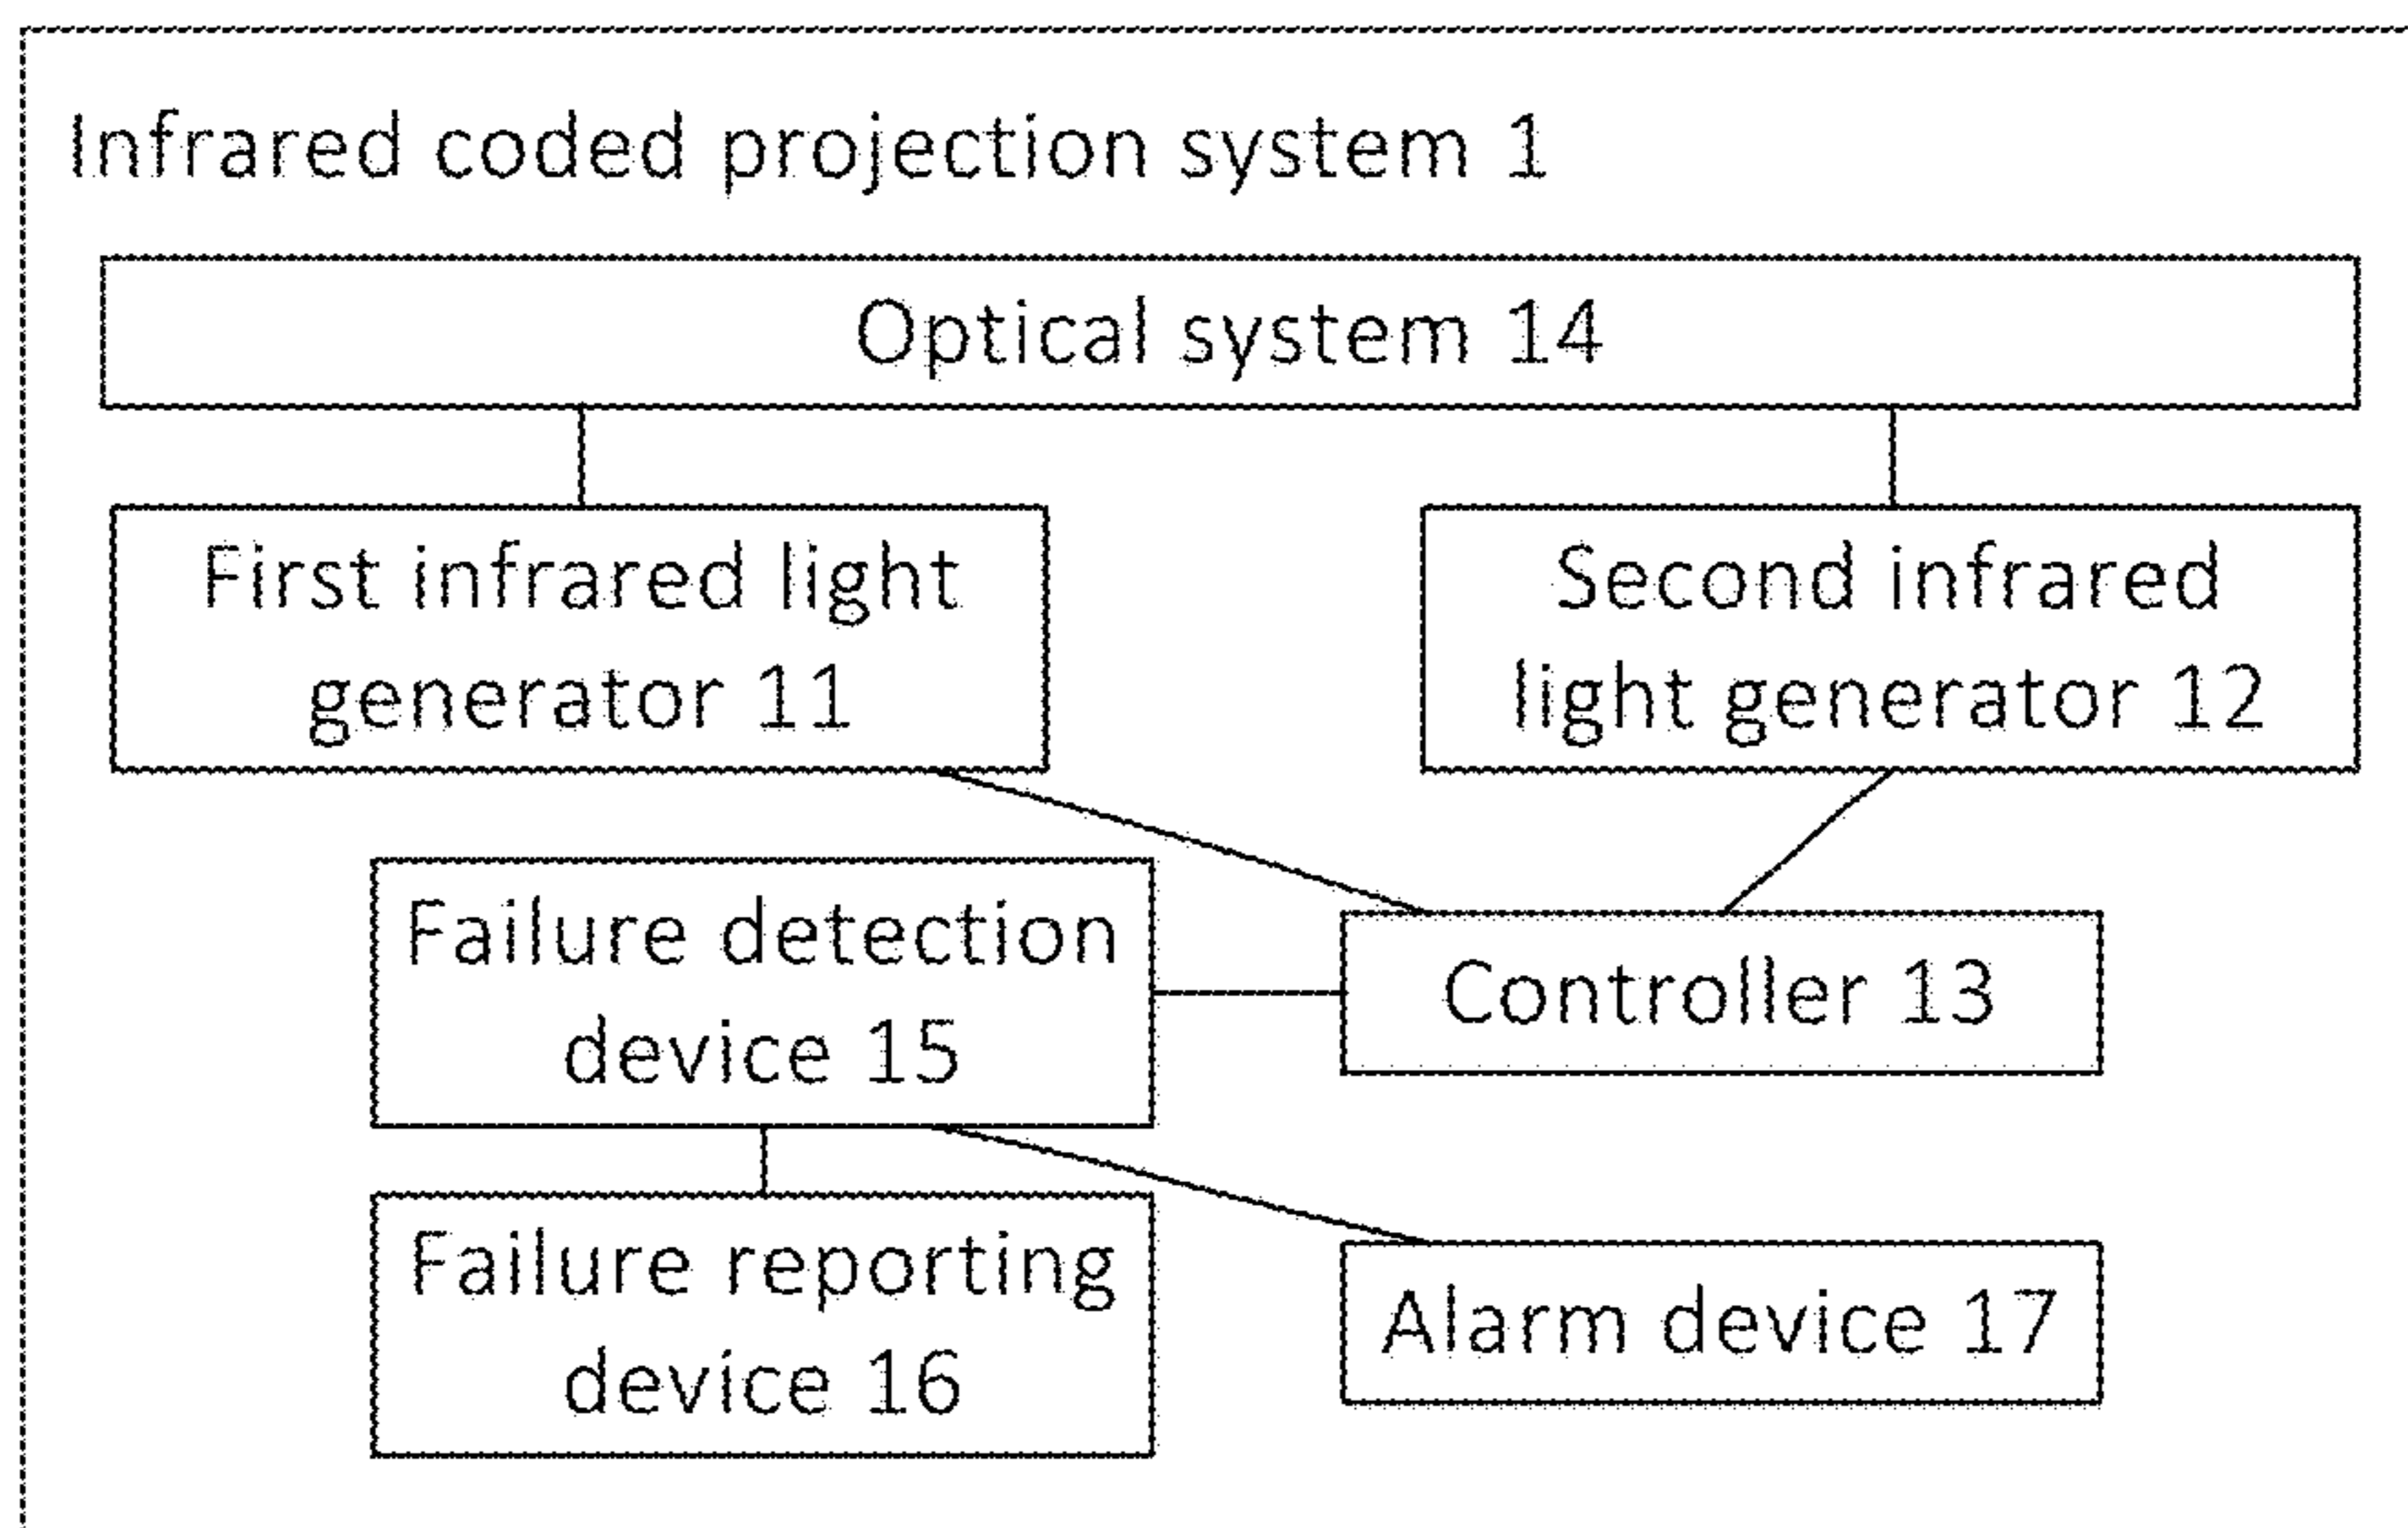 Infrared coded projection system 1
Optical system 14
First infrared light
generator 11
Second infrared
light generator 12
Failure detection
device 15
Controller 13
Failure reporting
device 16
Alarm device 17